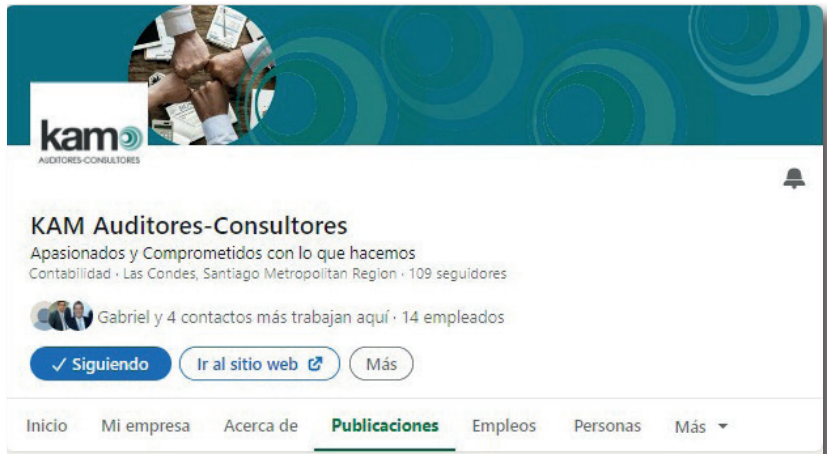 kam
AUDITORES-CONSULTORES
KAM Auditores-Consultores
Apasionados y Comprometidos con lo que hacemos
Contabilidad · Las Condes, Santiago Metropolitan Region · 109 seguidores
Gabriel y 4 contactos más trabajan aquí · 14 empleados
✓ Siguiendo Ir al sitio web Más
Inicio Mi empresa Acerca de Publicaciones Empleos Personas Más